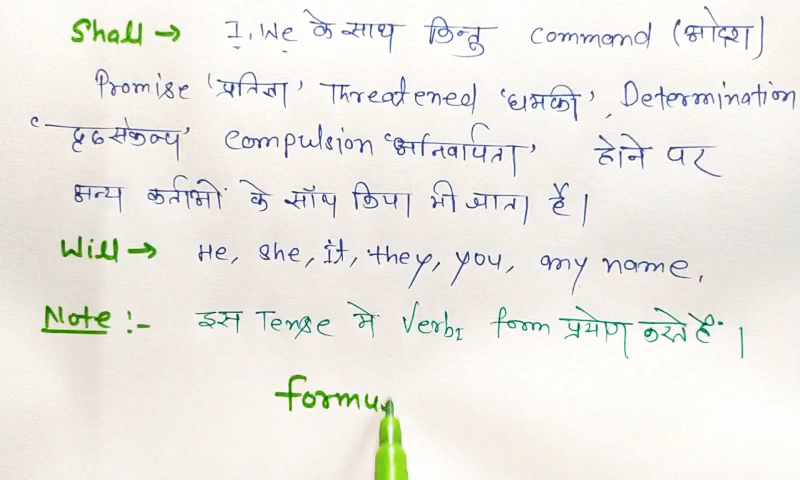 Shall → I, We के साथ किन्तु command (आदेश)
Promise 'प्रतिज्ञा' Threatened 'धमकी', Determination
'दृढसंकल्प' compulsion 'अनिवार्यता' होने पर
अन्य कर्ताओं के साँथ किया भी जाता है।
Will → He, she, it, they, you, any name.
Note :- इस Tense मे Verb₁ form प्रयोग करते हैं।
formu